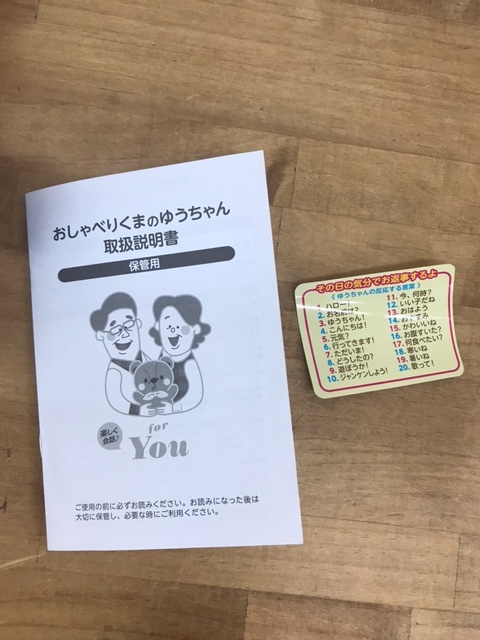 おしゃべりくまのゆうちゃん
取扱説明書
保管用
楽しく
会話♪
for
You
ご使用の前に必ずお読みください。お読みになった後は
大切に保管し、必要な時にご利用ください。
その日の気分でお返事するよ
(ゆうちゃんの反応する言葉)
1. ハロー!
2. お名前は?
3. ゆうちゃん!
4. こんにちは!
5. 元気?
6. 行ってきます!
7. ただいま!
8. どうしたの?
9. 遊ぼうか!
10. ジャンケンしよう!
11. 今、何時?
12. いい子だね
13. おはよう
14. おやすみ
15. かわいいね
16. お腹すいた?
17. 何食べたい?
18. 寒いね
19. 暑いね
20. 歌って!